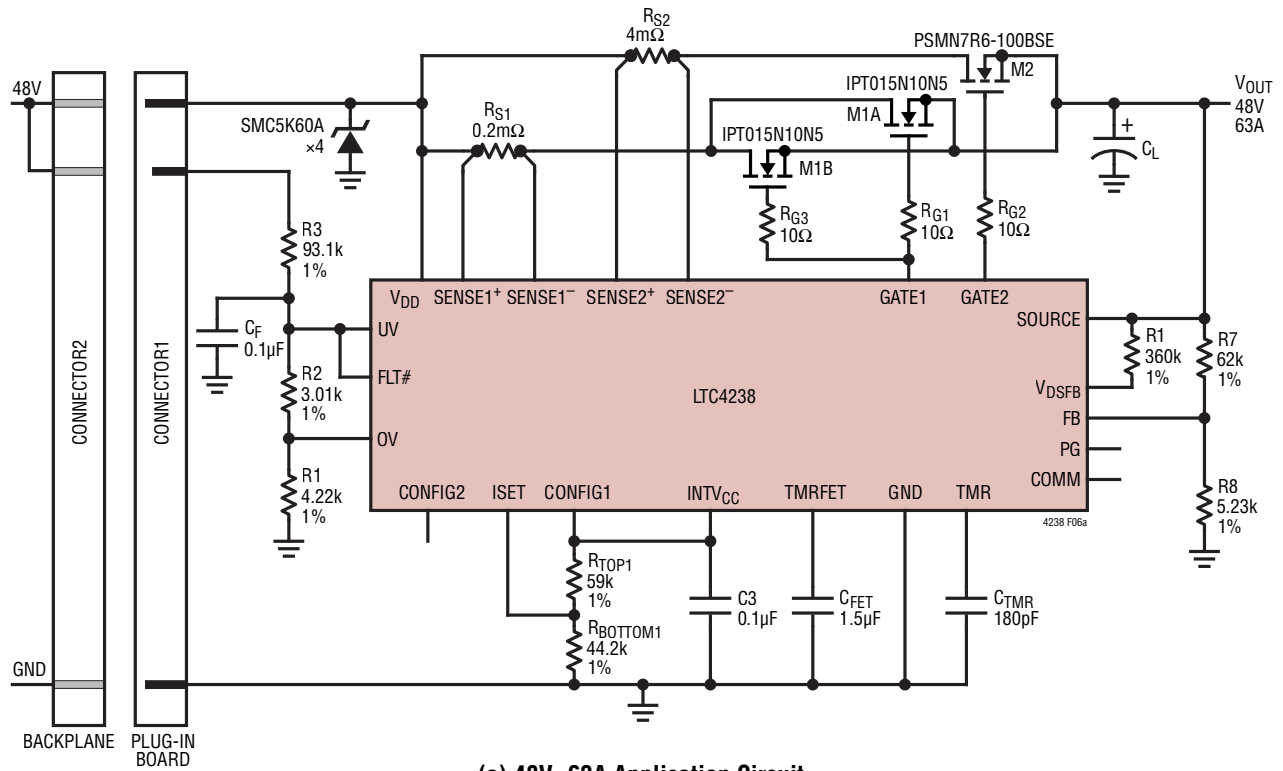 RS2
4mΩ
PSMN7R6-100BSE
M2
48V
IPT015N10N5
VOUT
48V
63A
SMC5K60A
×4
RS1
0.2mΩ
M1A
IPT015N10N5
M1B
+
CL
R3
93.1k
1%
RG3
10Ω
RG1
10Ω
RG2
10Ω
VDD
SENSE1+
SENSE1–
SENSE2+
SENSE2–
GATE1
GATE2
SOURCE
UV
CF
0.1µF
FLT#
R1
360k
1%
R7
62k
1%
CONNECTOR2
CONNECTOR1
R2
3.01k
1%
LTC4238
VDSFB
FB
OV
PG
R1
4.22k
1%
COMM
CONFIG2
ISET
CONFIG1
INTVCC
TMRFET
GND
TMR
4238 F06a
R8
5.23k
1%
RTOP1
59k
1%
C3
0.1µF
CFET
1.5µF
CTMR
180pF
RBOTTOM1
44.2k
1%
GND
BACKPLANE
PLUG-IN
BOARD